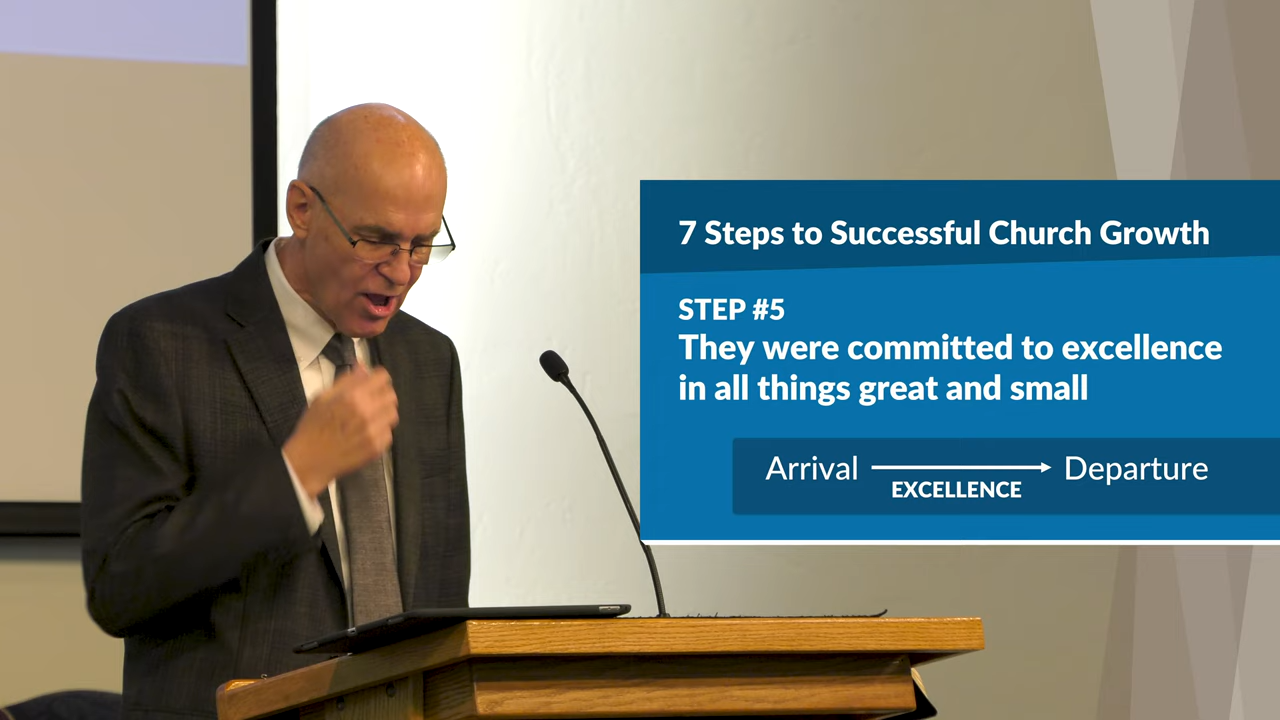 7 Steps to Successful Church Growth
STEP #5
They were committed to excellence
in all things great and small
Arrival → Departure
EXCELLENCE